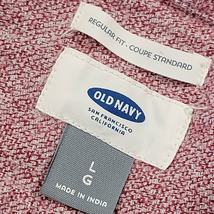 REGULAR FIT · COUPE STANDARD
OLD NAVY
SAN FRANCISCO
CALIFORNIA
L
G
MADE IN INDIA